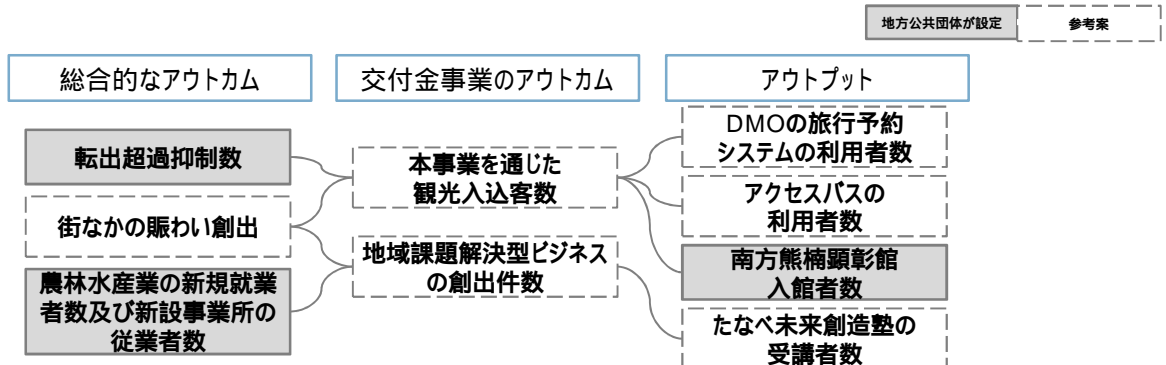 地方公共団体が設定
参考案
総合的なアウトカム
交付金事業のアウトカム
アウトプット
転出超過抑制数
街なかの賑わい創出
農林水産業の新規就業
者数及び新設事業所の
従業者数
本事業を通じた
観光入込客数
地域課題解決型ビジネス
の創出件数
DMOの旅行予約
システムの利用者数
アクセスバスの
利用者数
南方熊楠顕彰館
入館者数
たなべ未来創造塾の
受講者数